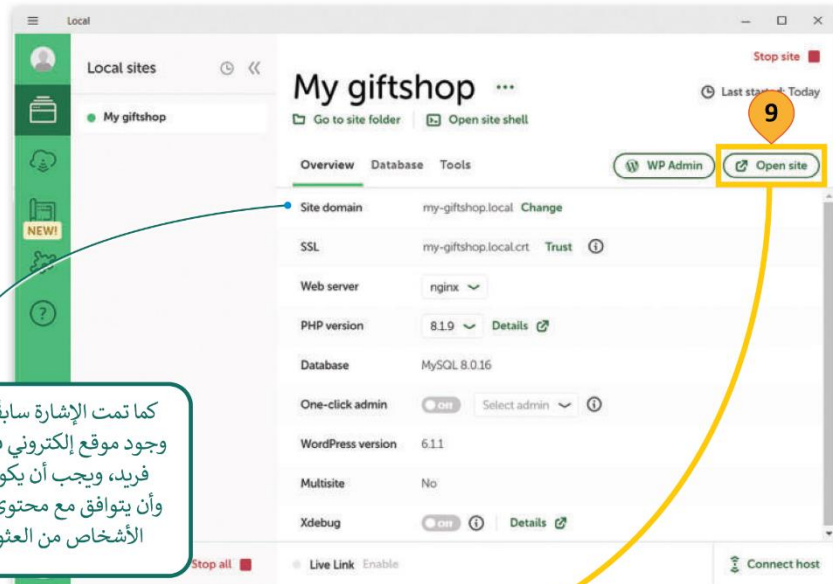 Local
Local sites
My giftshop
NEW!
Stop site
My giftshop ...
Last started: Today
Go to site folder Open site shell
9
Overview Database Tools WP Admin Open site
Site domain my-giftshop.local Change
SSL my-giftshop.local.crt Trust
Web server nginx
PHP version 8.1.9 Details
Database MySQL 8.0.16
One-click admin Off Select admin
WordPress version 6.1.1
Multisite No
Xdebug Off Details
كما تمت الإشارة
وجود موقع إلكتروني
فريد، ويجب أن
وأن يتوافق مع
الأشخاص من
Stop all Live Link Enable Connect host